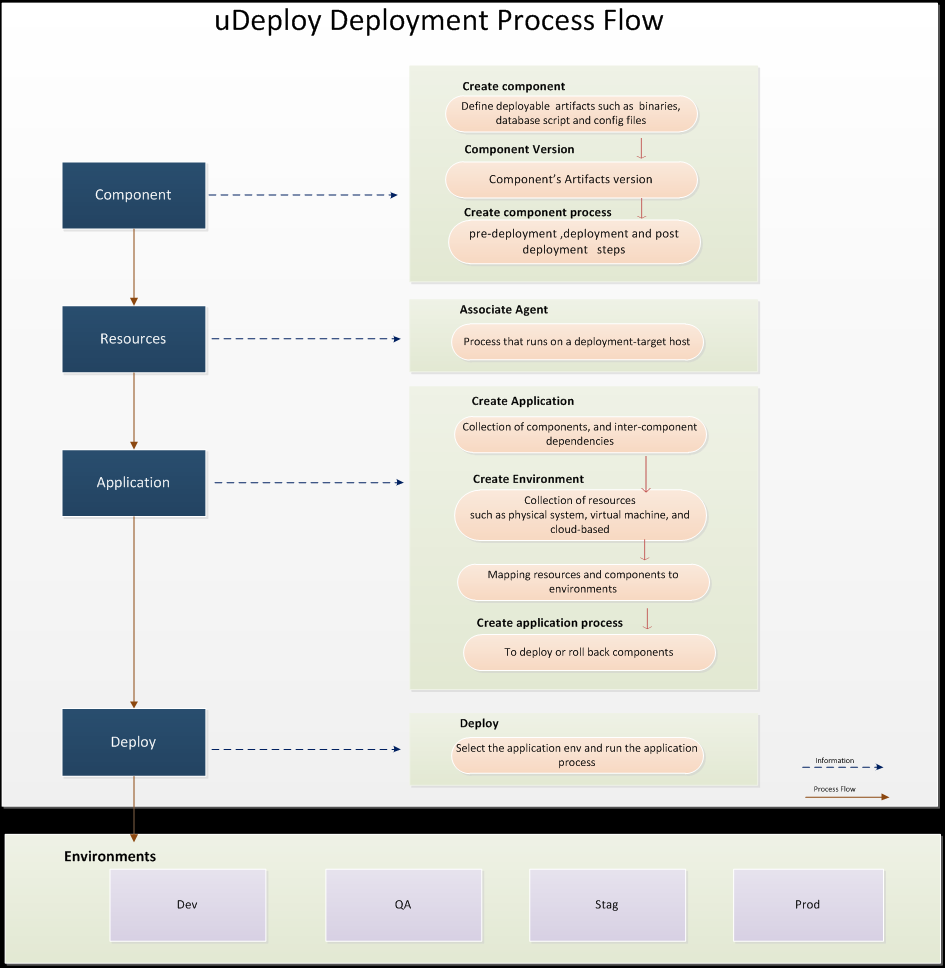 uDeploy Deployment Process Flow
Create component
Define deployable artifacts such as binaries,
database script and config files
Component Version
Component
Component's Artifacts version
Create component process
pre-deployment ,deployment and post
deployment steps
Associate Agent
Resources
Process that runs on a deployment-target host
Create Application
Collection of components, and inter-component
dependencies
Application
Create Environment
Collection of resources
such as physical system, virtual machine, and
cloud-based
Mapping resources and components to
environments
Create application process
To deploy or roll back components
Deploy
Deploy
Select the application env and run the application
process
Information
Process Flow
Environments
Dev
QA
Stag
Prod